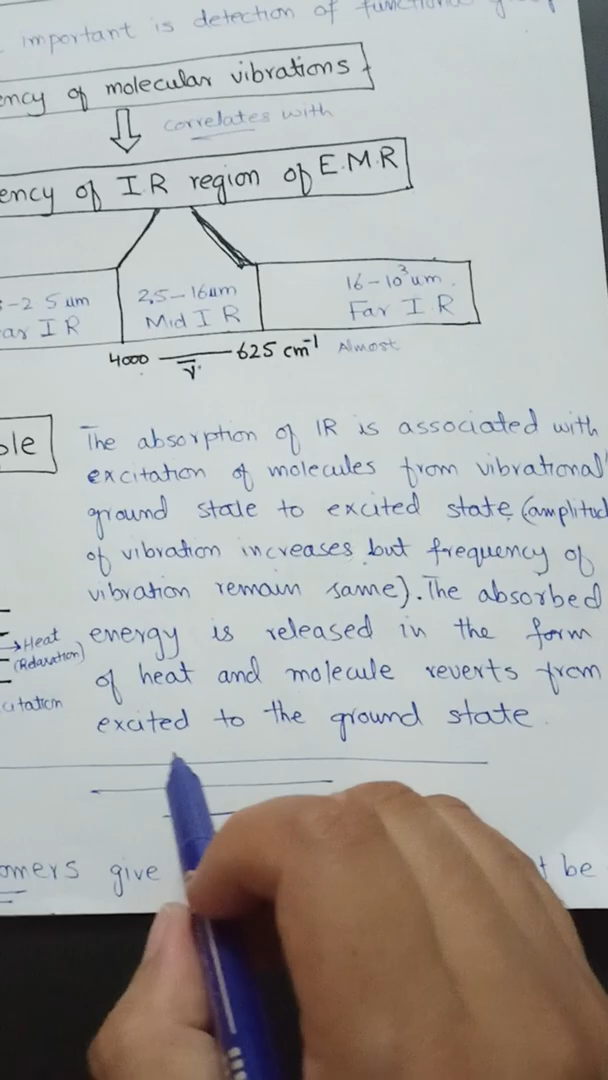 important is detection of
ency of molecular vibrations
correlates with
ency of I.R region of E.M.R
-2 5 um
2,5-16um
16-10³um.
ar I R
Mid I R
Far I R
4000 — 625 cm⁻¹ Almost
v̄
ple
The absorption of IR is associated with
excitation of molecules from vibrational
ground state to excited state (amplitud
of vibration increases but frequency of
vibration remain same). The absorbed
energy is released in the form
→Heat
(Relaxation)
of heat and molecule reverts from
citation
excited to the ground state.
omers give
t be